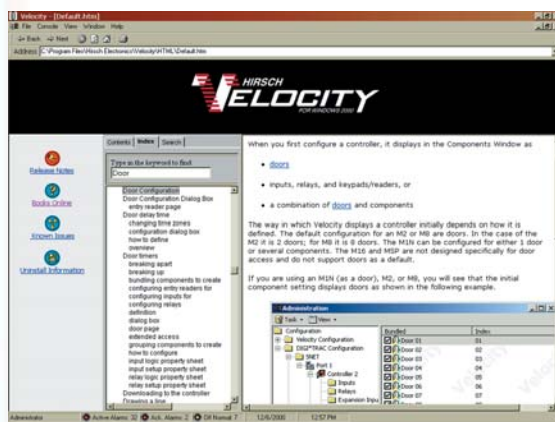 Velocity - [Default.htm]
File Console View Window Help
Back Next
Address C:\Program Files\Hirsch Electronics\Velocity\HTML\Default.htm
HIRSCH
VELOCITY
FOR WINDOWS 2000
Release Notes
Books Online
Known Issues
Uninstall Information
Contents Index Search
Type in the keyword to find
Door
Door Configuration
Door Configuration Dialog Box
entry reader page
Door delay time
changing time zones
configuration dialog box
how to define
overview
Door timers
breaking apart
breaking up
bundling components to create
configuring entry readers for
configuring inputs for
configuring relays
definition
dialog box
door page
extended access
grouping components to create
how to configure
input logic property sheet
input setup property sheet
relay logic property sheet
relay setup property sheet
Downloading to the controller
Drawing a line
When you first configure a controller, it displays in the Components Window as
• doors
• inputs, relays, and keypads/readers, or
• a combination of doors and components
The way in which Velocity displays a controller initially depends on how it is
defined. The default configuration for an M2 or M8 are doors. In the case of the
M2 it is 2 doors; for M8 it is 8 doors. The M1N can be configured for either 1 door
or several components. The M16 and MSP are not designed specifically for door
access and do not support doors as a default.
If you are using an M1N (as a door), M2, or M8, you will see that the initial
component setting displays doors as shown in the following example.
Administration
Task View
Configuration
Velocity Configuration
DIGI*TRAC Configuration
SNET
Port 1
Controller 2
Inputs
Relays
Expansion Inpu
Bundled Index
Door 01 01
Door 02 02
Door 03 03
Door 04 04
Door 05 05
Door 06 06
Door 07 07
Administrator Active Alarms: 32 Ack. Alarms: 2 Normal: 7 12/6/2000 12:57 PM